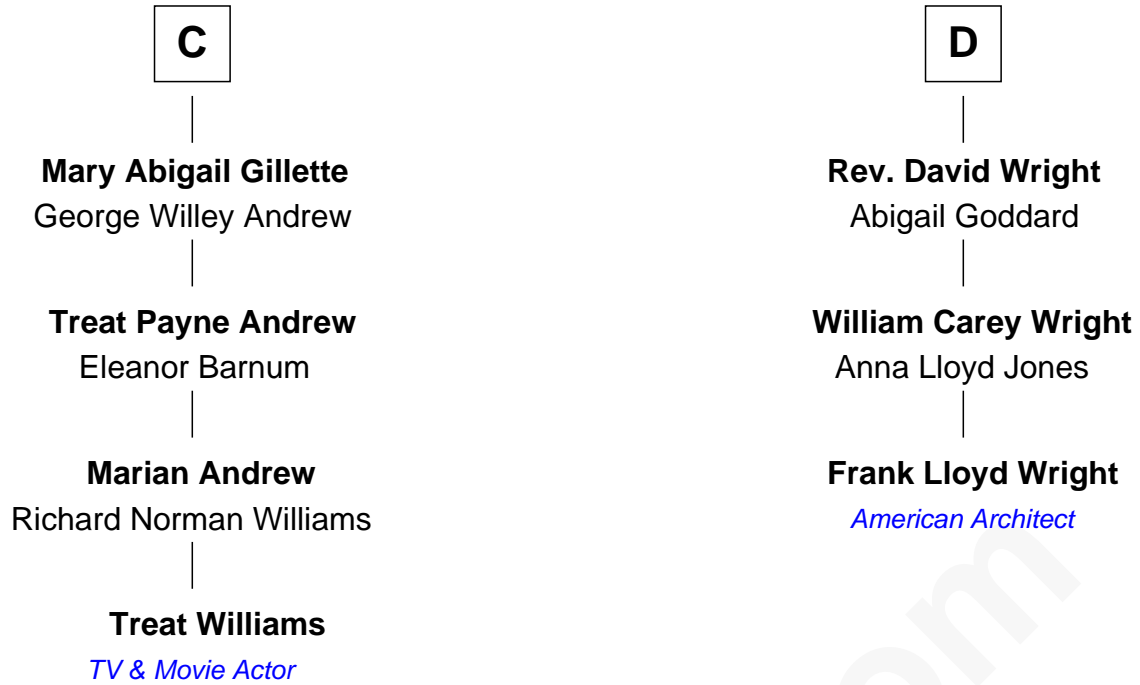 C
Mary Abigail Gillette
George Willey Andrew
Treat Payne Andrew
Eleanor Barnum
Marian Andrew
Richard Norman Williams
Treat Williams
TV & Movie Actor
D
Rev. David Wright
Abigail Goddard
William Carey Wright
Anna Lloyd Jones
Frank Lloyd Wright
American Architect
om